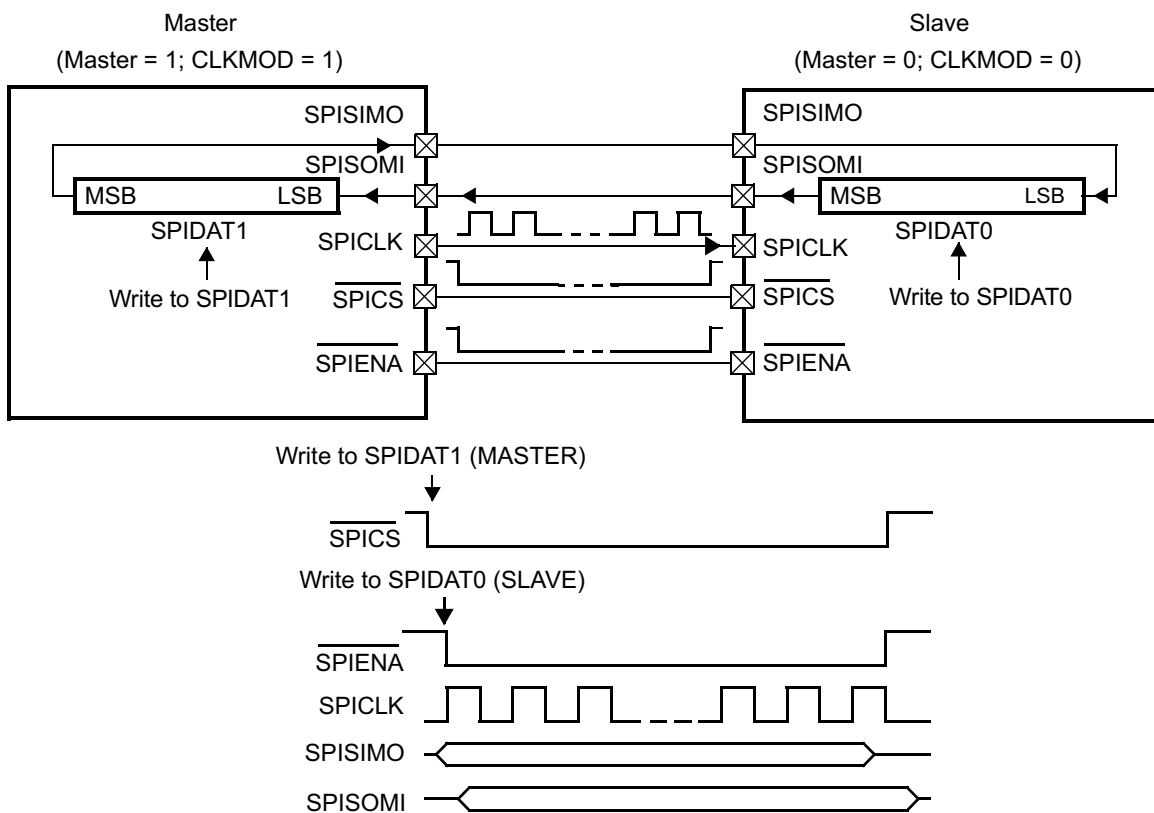 Master
(Master = 1; CLKMOD = 1)
Slave
(Master = 0; CLKMOD = 0)
SPISIMO
SPISOMI
MSB LSB
SPIDAT1
Write to SPIDAT1
SPICLK
SPICS
SPIENA
SPISIMO
SPISOMI
MSB LSB
SPIDAT0
Write to SPIDAT0
SPICLK
SPICS
SPIENA
Write to SPIDAT1 (MASTER)
SPICS
Write to SPIDAT0 (SLAVE)
SPIENA
SPICLK
SPISIMO
SPISOMI